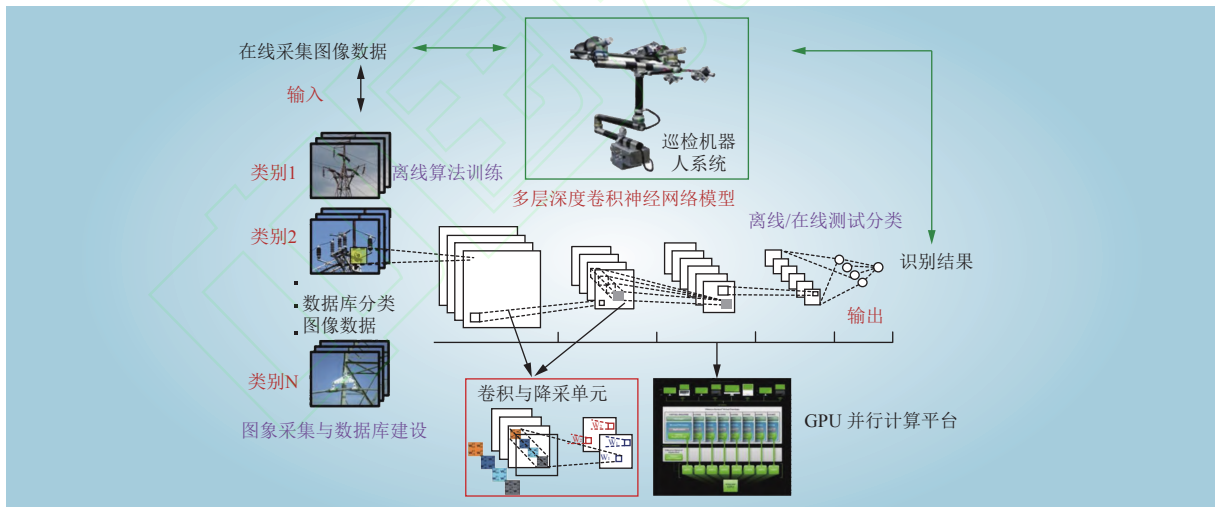 在线采集图像数据
输入
类别1
离线算法训练
类别2
数据库分类
图像数据
类别N
图象采集与数据库建设
巡检机器
人系统
多层深度卷积神经网络模型
离线/在线测试分类
识别结果
输出
卷积与降采单元
GPU 并行计算平台